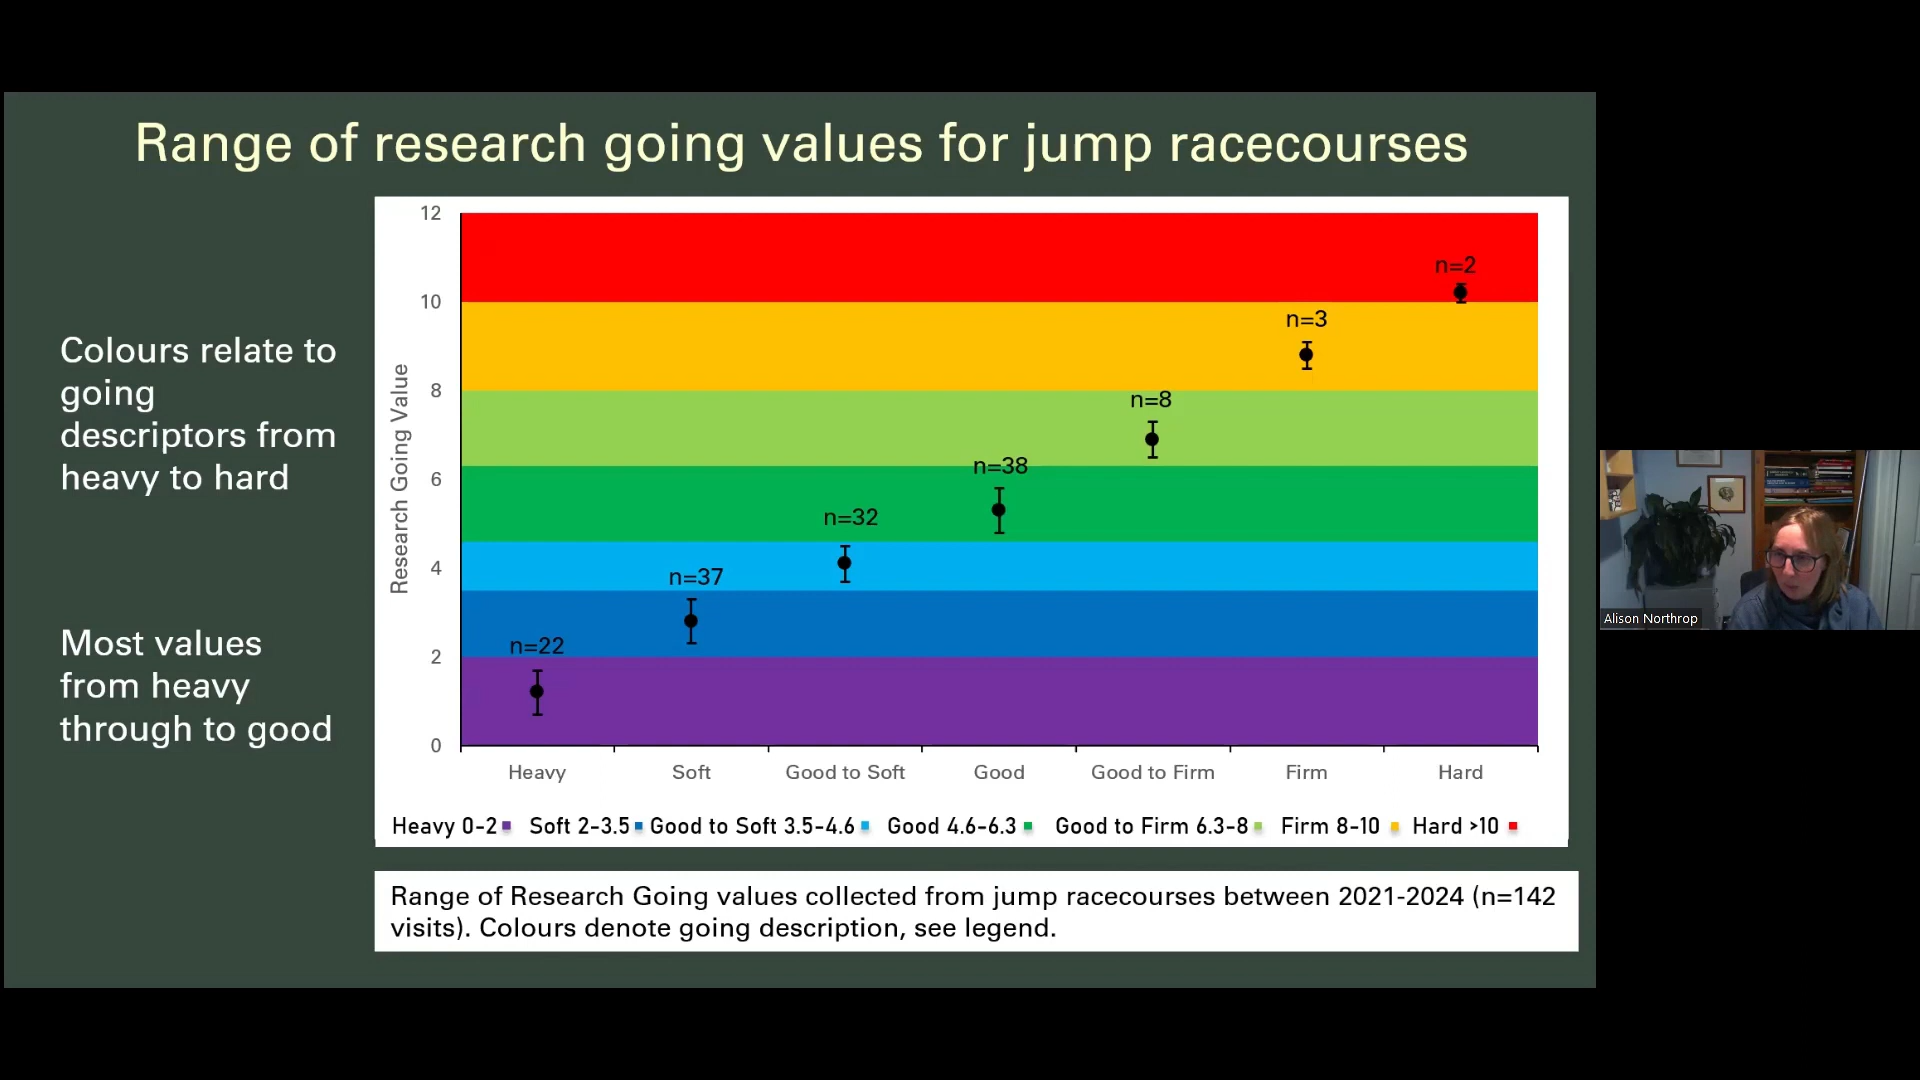 Range of research going values for jump racecourses
Colours relate to
going
descriptors from
heavy to hard
Most values
from heavy
through to good
Research Going Value
12
10
8
6
4
2
0
n=22
n=37
n=32
n=38
n=8
n=3
n=2
Heavy Soft Good to Soft Good Good to Firm Firm Hard
Heavy 0-2 Soft 2-3.5 Good to Soft 3.5-4.6 Good 4.6-6.3 Good to Firm 6.3-8 Firm 8-10 Hard >10
Range of Research Going values collected from jump racecourses between 2021-2024 (n=142
visits). Colours denote going description, see legend.
Alison Northrop